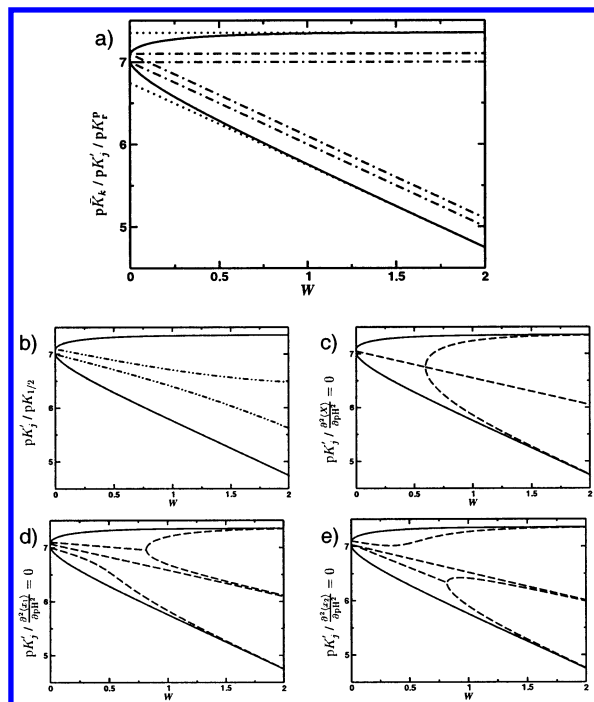 a)
7
6
5
0
0.5
1
1.5
2
W
pK̄ₖ / pK′ⱼ / pKᵖᵣ
b)
7
6
5
0
0.5
1
1.5
2
W
pK′ⱼ / pK₁/₂
c)
7
6
5
0
0.5
1
1.5
2
W
pK′ⱼ / ∂²⟨X⟩/∂pH² = 0
d)
7
6
5
0
0.5
1
1.5
2
W
pK′ⱼ / ∂²⟨x₁⟩/∂pH² = 0
e)
7
6
5
0
0.5
1
1.5
2
W
pK′ⱼ / ∂²⟨x₂⟩/∂pH² = 0